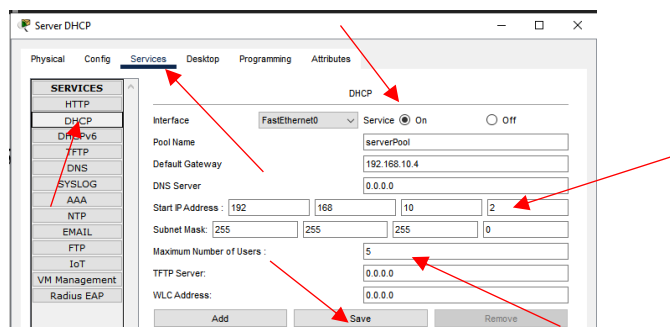 Server DHCP
Physical Config Services Desktop Programming Attributes
SERVICES
HTTP
DHCP
DHCPv6
TFTP
DNS
SYSLOG
AAA
NTP
EMAIL
FTP
IoT
VM Management
Radius EAP
DHCP
Interface FastEthernet0 Service On Off
Pool Name serverPool
Default Gateway 192.168.10.4
DNS Server 0.0.0.0
Start IP Address : 192 168 10 2
Subnet Mask: 255 255 255 0
Maximum Number of Users : 5
TFTP Server: 0.0.0.0
WLC Address: 0.0.0.0
Add Save Remove